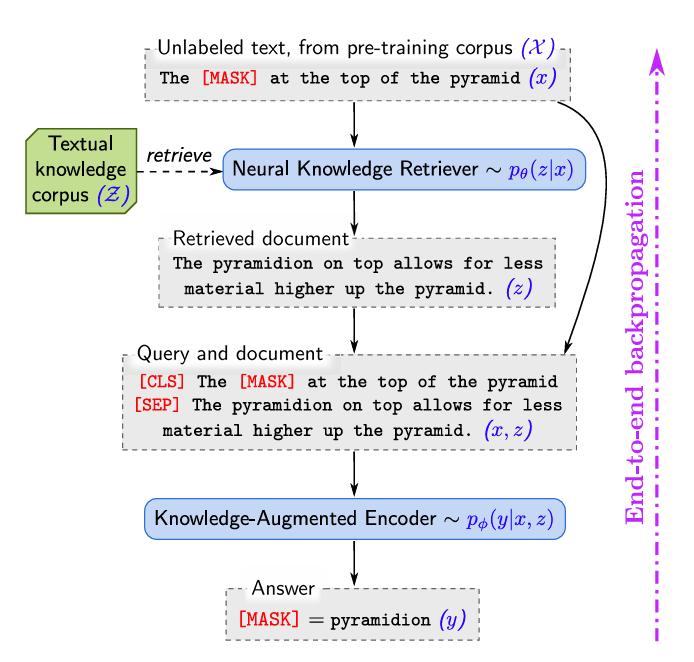 Unlabeled text, from pre-training corpus (𝒳)
The [MASK] at the top of the pyramid (x)
Textual
knowledge
corpus (𝒵)
retrieve
Neural Knowledge Retriever ∼ pθ(z|x)
Retrieved document
The pyramidion on top allows for less
material higher up the pyramid. (z)
Query and document
[CLS] The [MASK] at the top of the pyramid
[SEP] The pyramidion on top allows for less
material higher up the pyramid. (x, z)
Knowledge-Augmented Encoder ∼ pϕ(y|x, z)
Answer
[MASK] = pyramidion (y)
End-to-end backpropagation